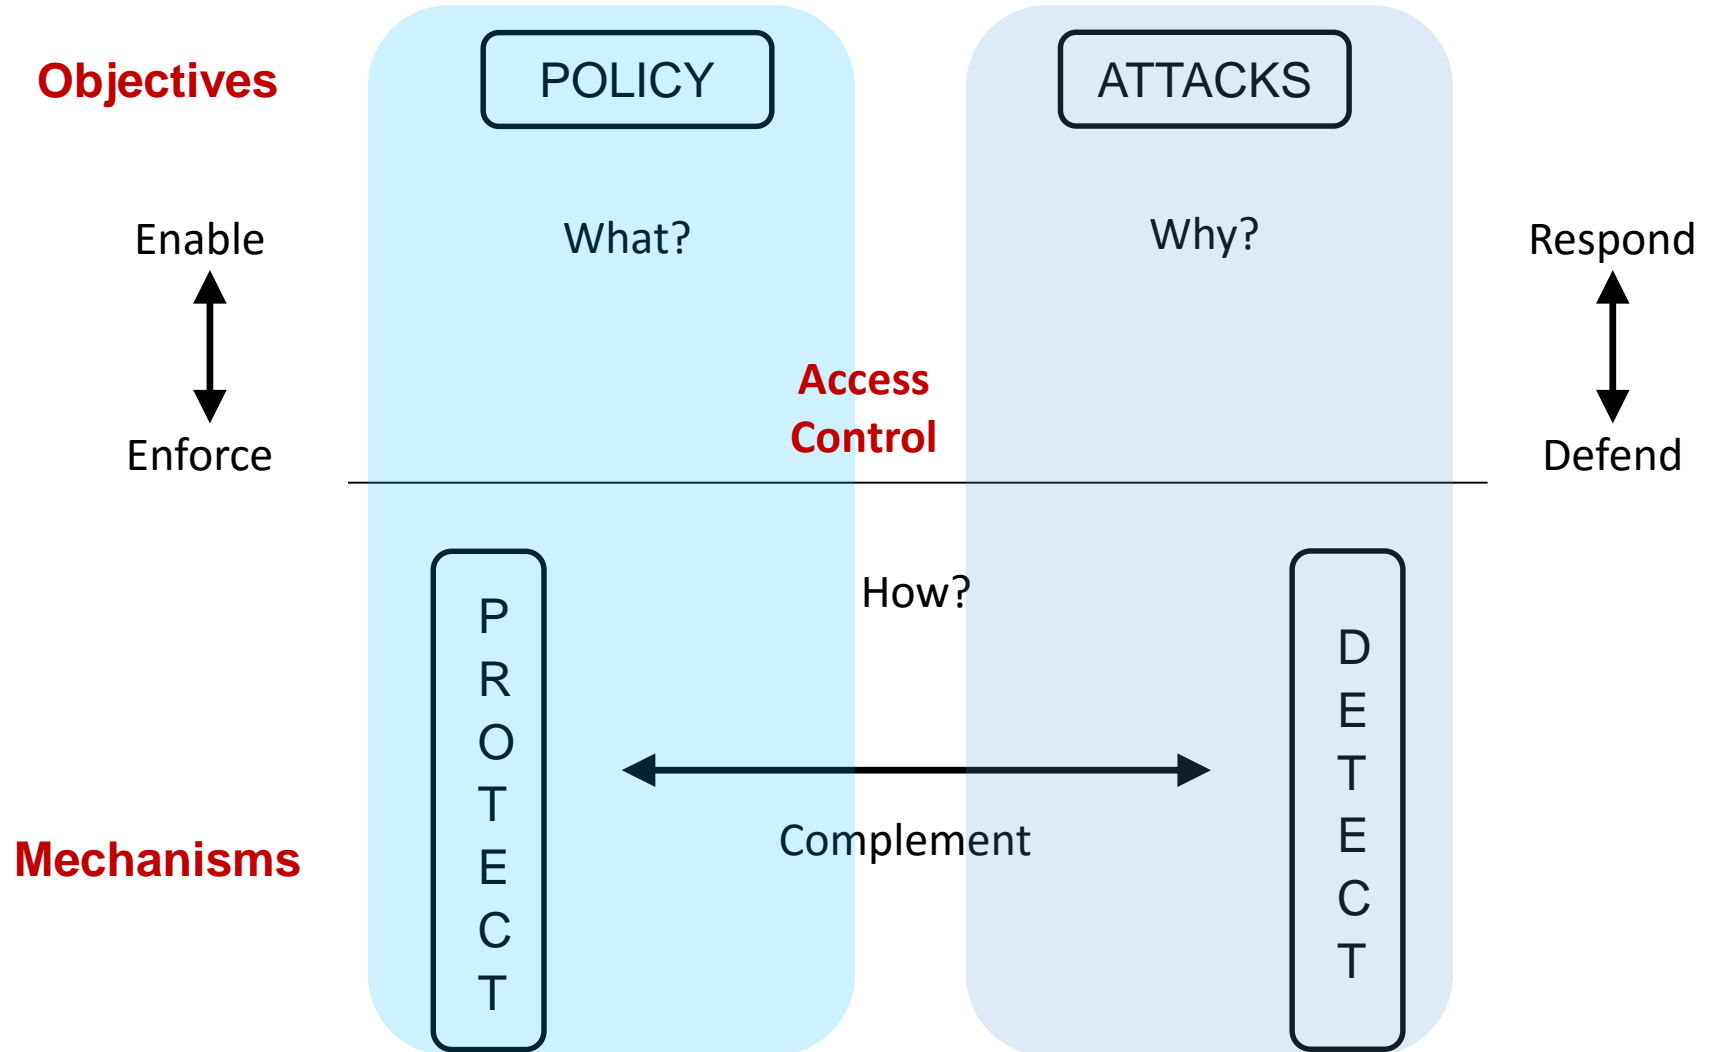 Objectives
POLICY
ATTACKS
Enable
What?
Why?
Respond
Access
Control
Enforce
Defend
How?
PROTECT
DETECT
Complement
Mechanisms